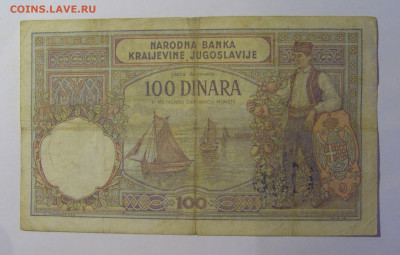 COINS.LAVE.RU
NARODNA BANKA
KRALJEVINE JUGOSLAVIJE
100 DINARA
100